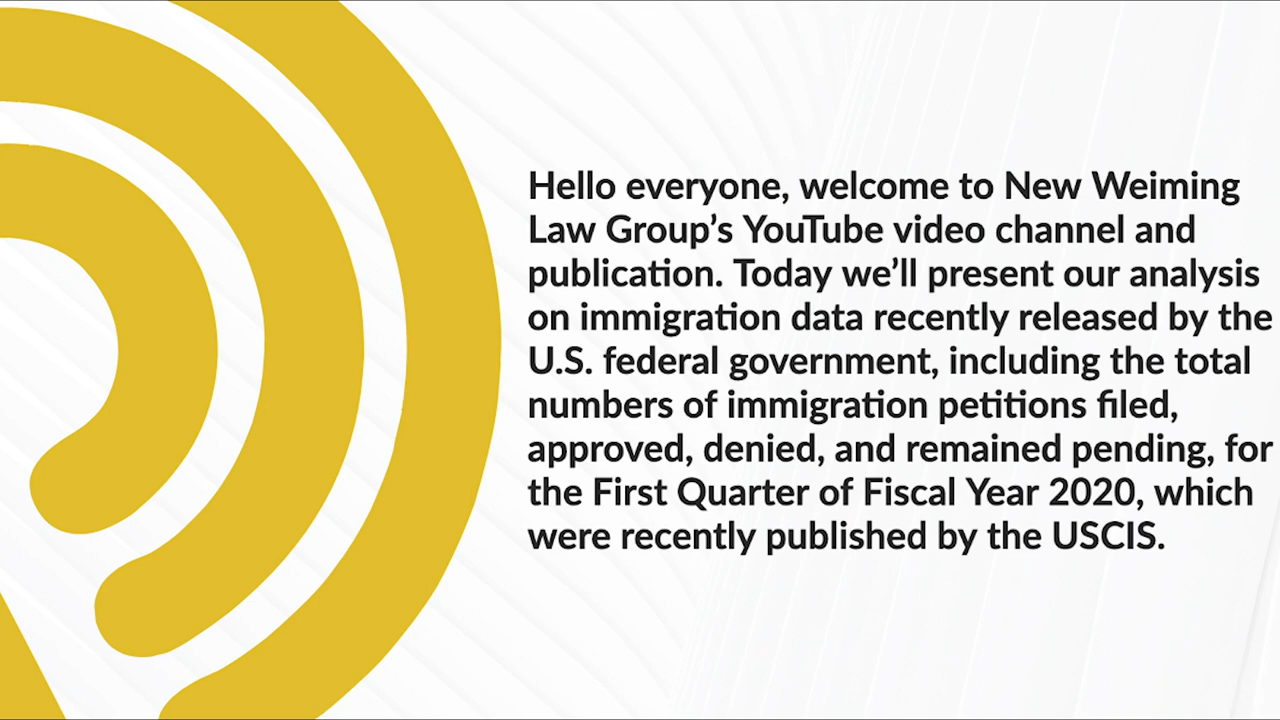 Hello everyone, welcome to New Weiming
Law Group’s YouTube video channel and
publication. Today we’ll present our analysis
on immigration data recently released by the
U.S. federal government, including the total
numbers of immigration petitions filed,
approved, denied, and remained pending, for
the First Quarter of Fiscal Year 2020, which
were recently published by the USCIS.